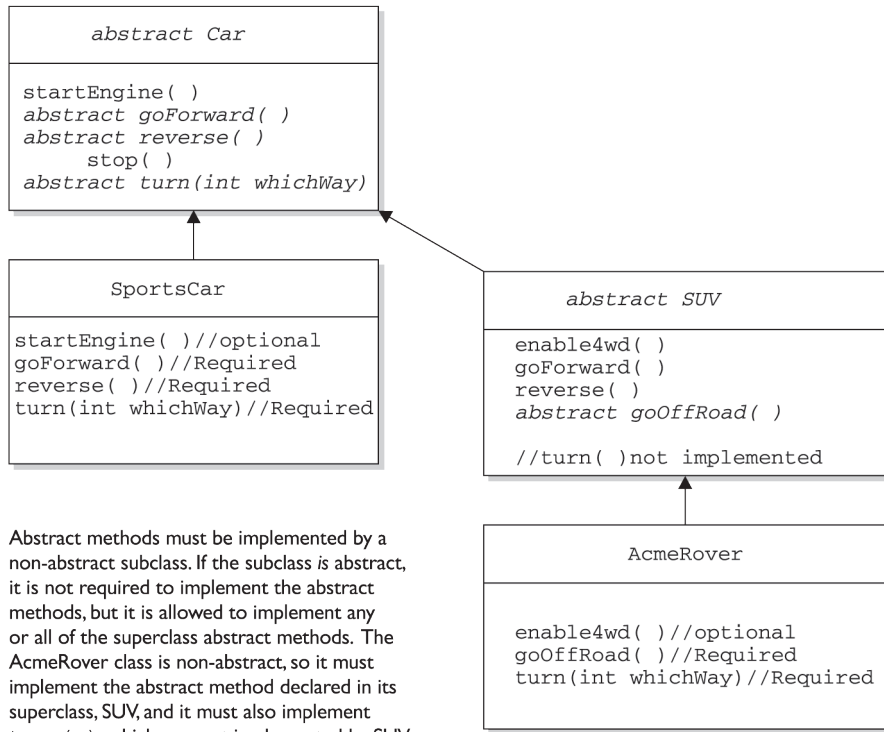 abstract Car
startEngine( )
abstract goForward( )
abstract reverse( )
stop( )
abstract turn(int whichWay)
SportsCar
startEngine( )//optional
goForward( )//Required
reverse( )//Required
turn(int whichWay)//Required
abstract SUV
enable4wd( )
goForward( )
reverse( )
abstract goOffRoad( )
//turn( )not implemented
AcmeRover
enable4wd( )//optional
goOffRoad( )//Required
turn(int whichWay)//Required
Abstract methods must be implemented by a
non-abstract subclass. If the subclass is abstract,
it is not required to implement the abstract
methods, but it is allowed to implement any
or all of the superclass abstract methods. The
AcmeRover class is non-abstract, so it must
implement the abstract method declared in its
superclass, SUV, and it must also implement